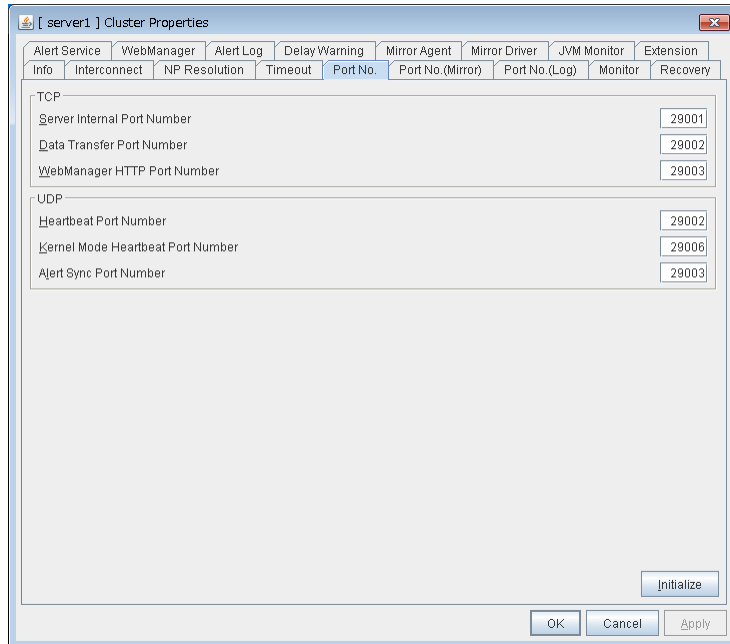 [ server1 ] Cluster Properties
Alert Service WebManager Alert Log Delay Warning Mirror Agent Mirror Driver JVM Monitor Extension
Info Interconnect NP Resolution Timeout Port No. Port No.(Mirror) Port No.(Log) Monitor Recovery
TCP
Server Internal Port Number 29001
Data Transfer Port Number 29002
WebManager HTTP Port Number 29003
UDP
Heartbeat Port Number 29002
Kernel Mode Heartbeat Port Number 29006
Alert Sync Port Number 29003
Initialize
OK Cancel Apply